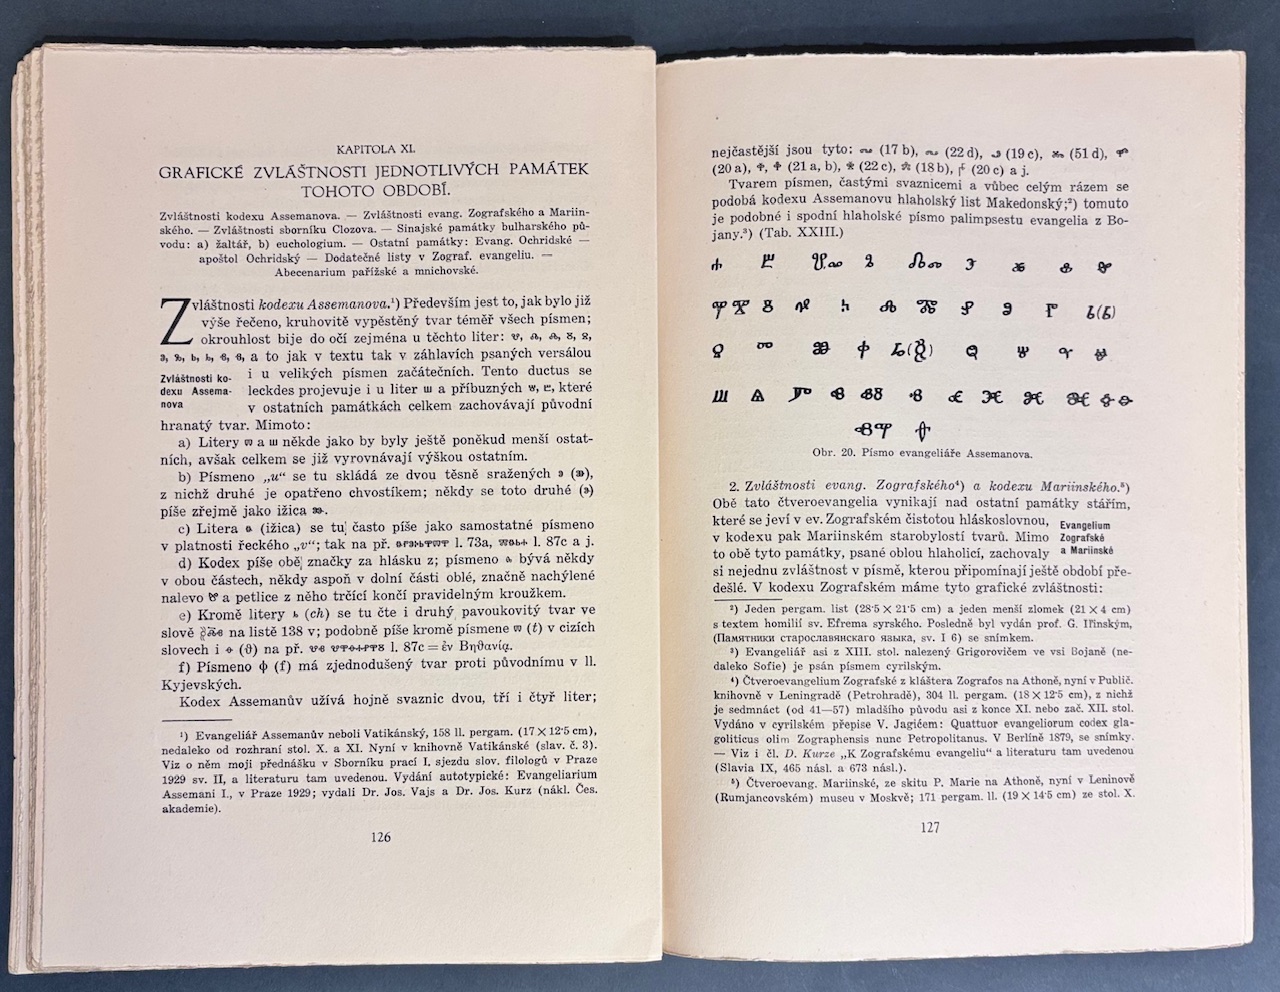 KAPITOLA XI.
GRAFICKÉ ZVLÁŠTNOSTI JEDNOTLIVÝCH PAMÁTEK
TOHOTO OBDOBÍ.
Zvláštnosti kodexu Assemanova. — Zvláštnosti evang. Zografského a Mariin-
ského. — Zvláštnosti sborníku Clozova. — Sinajské památky bulharského pů-
vodu: a) žaltář, b) euchologium. — Ostatní památky: Evang. Ochridské —
apoštol Ochridský — Dodatečné listy v Zograf. evangeliu. —
Abecenarium pařížské a mnichovské.
Zvláštnosti kodexu Assemanova.¹) Především jest to, jak bylo již
výše řečeno, kruhovitě vypěstěný tvar téměř všech písmen;
okrouhlost bije do očí zejména u těchto liter:
a to jak v textu tak v záhlavích psaných versálou
Zvláštnosti ko-
dexu Assema-
nova
i u velikých písmen začátečních. Tento ductus se
leckdes projevuje i u liter ⱎ a příbuzných které
v ostatních památkách celkem zachovávají původní
hranatý tvar. Mimoto:
a) Litery ⱅ a ⱎ někde jako by byly ještě poněkud menší ostat-
ních, avšak celkem se již vyrovnávají výškou ostatním.
b) Písmeno „u“ se tu skládá ze dvou těsně sražených ⱁ
z nichž druhé je opatřeno chvostíkem; někdy se toto druhé (ⱁ)
píše zřejmě jako ižica
c) Litera ⱛ (ižica) se tu často píše jako samostatné písmeno
v platnosti řeckého „v“; tak na př. l. 73a, l. 87c a j.
d) Kodex píše obě značky za hlásku z; písmeno bývá někdy
v obou částech, někdy aspoň v dolní části oblé, značně nachýlené
nalevo a petlice z něho trčící končí pravidelným kroužkem.
e) Kromě litery ⱈ (ch) se tu čte i druhý pavoukovitý tvar ve
slově na listě 138 v; podobně píše kromě písmene ⱅ (t) v cizích
slovech i ⱚ (ϑ) na př. l. 87c = ἐν Βηϑανίᾳ.
f) Písmeno ⱇ (f) má zjednodušený tvar proti původnímu v ll.
Kyjevských.
Kodex Assemanův užívá hojně svaznic dvou, tří i čtyř liter;
¹) Evangeliář Assemanův neboli Vatikánský, 158 ll. pergam. (17 × 12·5 cm),
nedaleko od rozhraní stol. X. a XI. Nyní v knihovně Vatikánské (slav. č. 3).
Viz o něm moji přednášku v Sborníku prací I. sjezdu slov. filologů v Praze
1929 sv. II, a literaturu tam uvedenou. Vydání autotypické: Evangeliarium
Assemani I., v Praze 1929; vydali Dr. Jos. Vajs a Dr. Jos. Kurz (nákl. Čes.
akademie).
126
nejčastější jsou tyto: (17 b), (22 d), (19 c), (51 d),
(20 a), (21 a, b), (22 c), (18 b), (20 c) a j.
Tvarem písmen, častými svaznicemi a vůbec celým rázem se
podobá kodexu Assemanovu hlaholský list Makedonský;²) tomuto
je podobné i spodní hlaholské písmo palimpsestu evangelia z Bo-
jany.³) (Tab. XXIII.)
Obr. 20. Písmo evangeliáře Assemanova.
2. Zvláštnosti evang. Zografského⁴) a kodexu Mariinského.⁵)
Obě tato čtveroevangelia vynikají nad ostatní památky stářím,
které se jeví v ev. Zografském čistotou hláskoslovnou,
v kodexu pak Mariinském starobylostí tvarů. Mimo
to obě tyto památky, psané oblou hlaholicí, zachovaly
Evangelium
Zografské
a Mariinské
si nejednu zvláštnost v písmě, kterou připomínají ještě období pře-
dešlé. V kodexu Zografském máme tyto grafické zvláštnosti:
²) Jeden pergam. list (28·5 × 21·5 cm) a jeden menší zlomek (21 × 4 cm)
s textem homilií sv. Efrema syrského. Posledně byl vydán prof. G. Iľinským,
(Памятники старославянскаго языка, sv. I 6) se snímkem.
³) Evangeliář asi z XIII. stol. nalezený Grigorovičem ve vsi Bojaně (ne-
daleko Sofie) je psán písmem cyrilským.
⁴) Čtveroevangelium Zografské z kláštera Zografos na Athoně, nyní v Public.
knihovně v Leningradě (Petrohradě), 304 ll. pergam. (18 × 12·5 cm), z nichž
je sedmnáct (od 41—57) mladšího původu asi z konce XI. nebo zač. XII. stol.
Vydáno v cyrilském přepise V. Jagićem: Quattuor evangeliorum codex gla-
goliticus olim Zographensis nunc Petropolitanus. V Berlíně 1879, se snímky.
— Viz i čl. D. Kurze „K Zografskému evangeliu“ a literaturu tam uvedenou
(Slavia IX, 465 násl. a 673 násl.).
⁵) Čtveroevang. Mariinské, ze skitu P. Marie na Athoně, nyní v Leninově
(Rumjancovském) museu v Moskvě; 171 pergam. ll. (19 × 14·5 cm) ze stol. X.
127